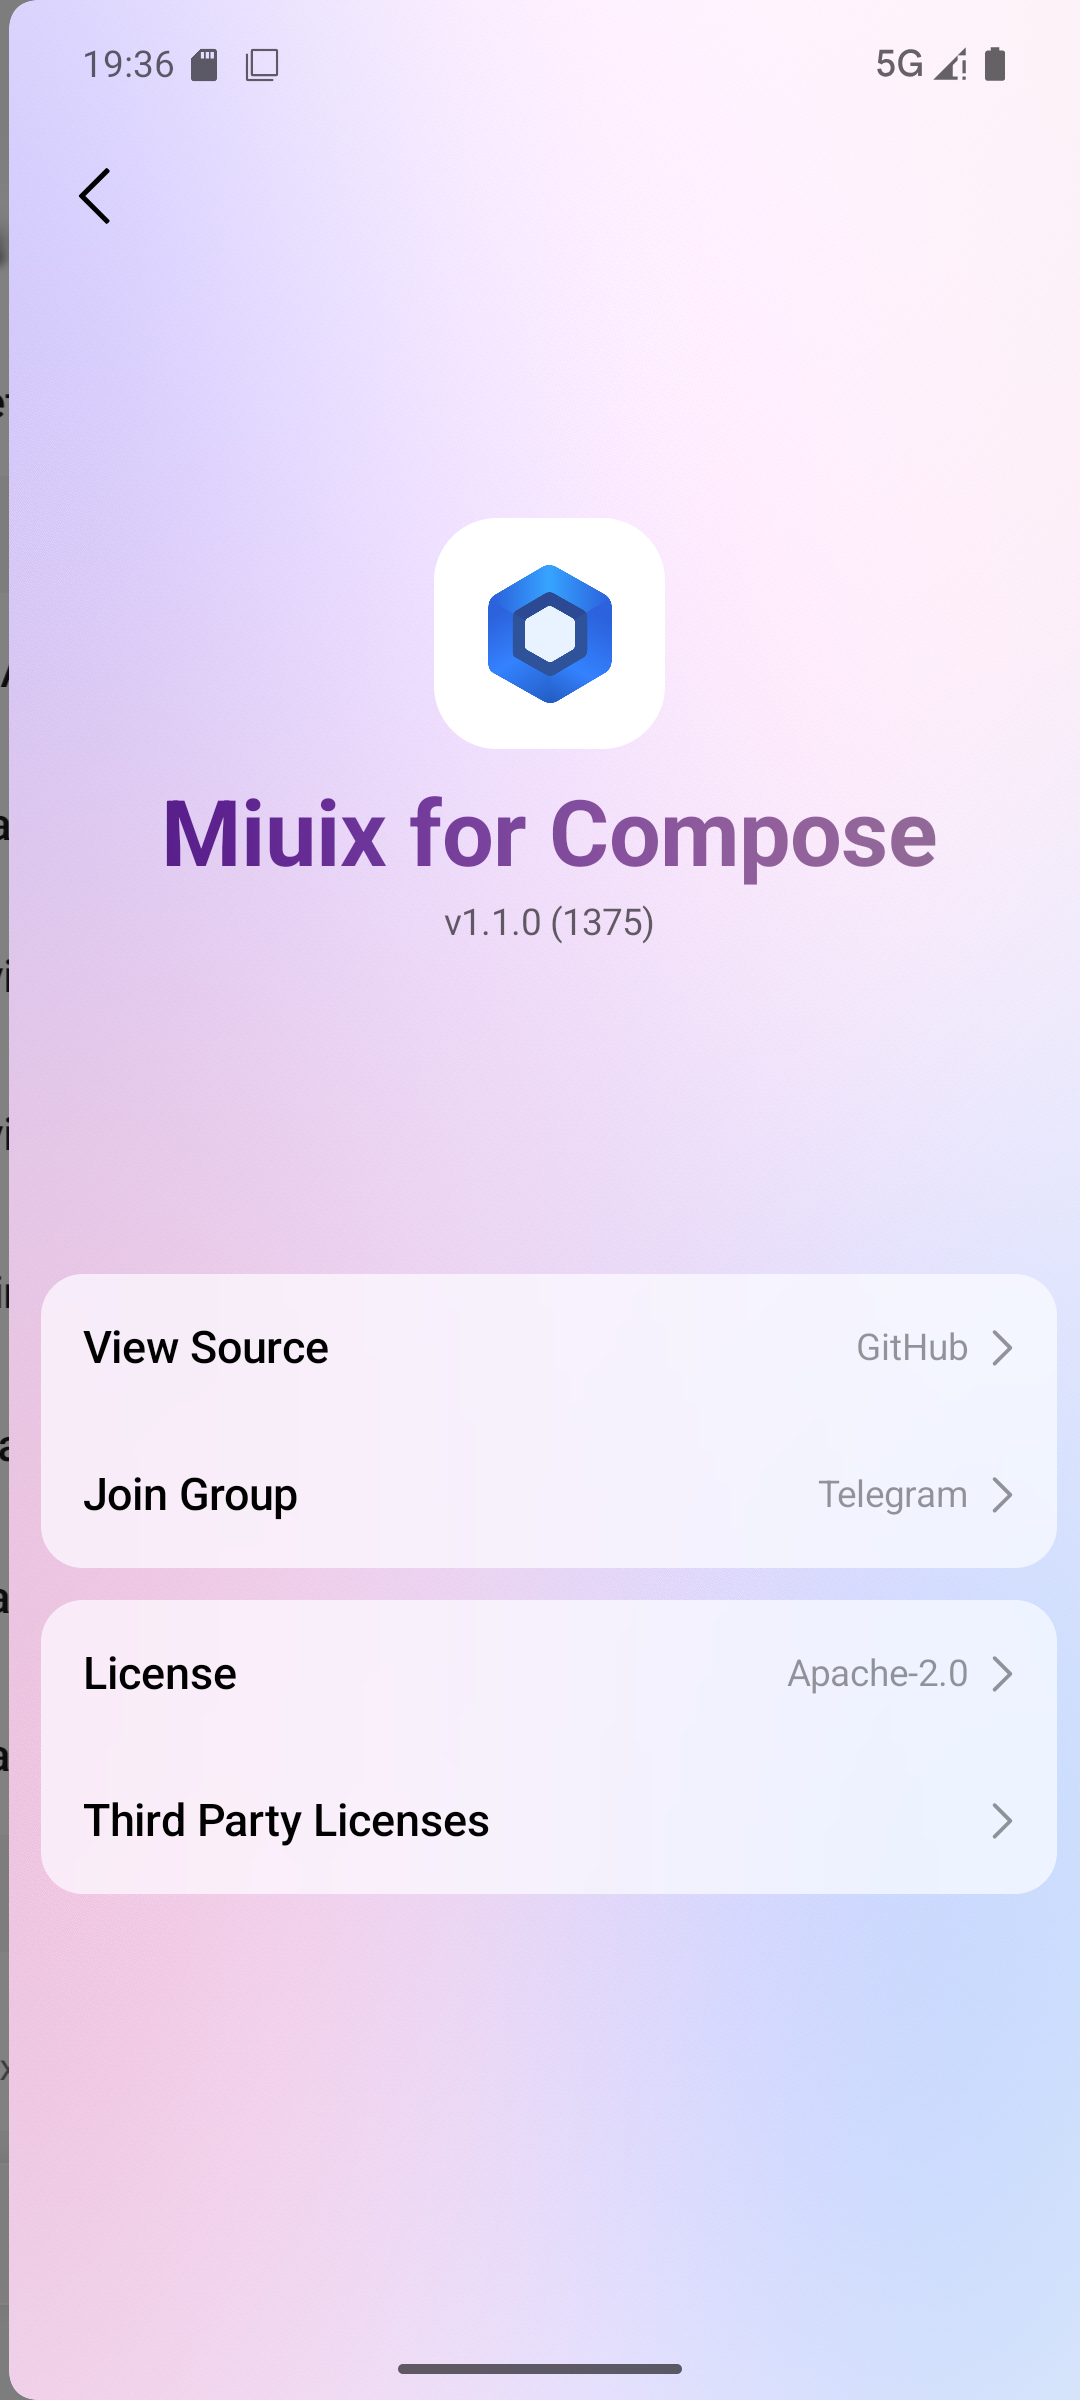 19:36
5G
Miuix for Compose
v1.1.0 (1375)
View Source
GitHub
Join Group
Telegram
License
Apache-2.0
Third Party Licenses